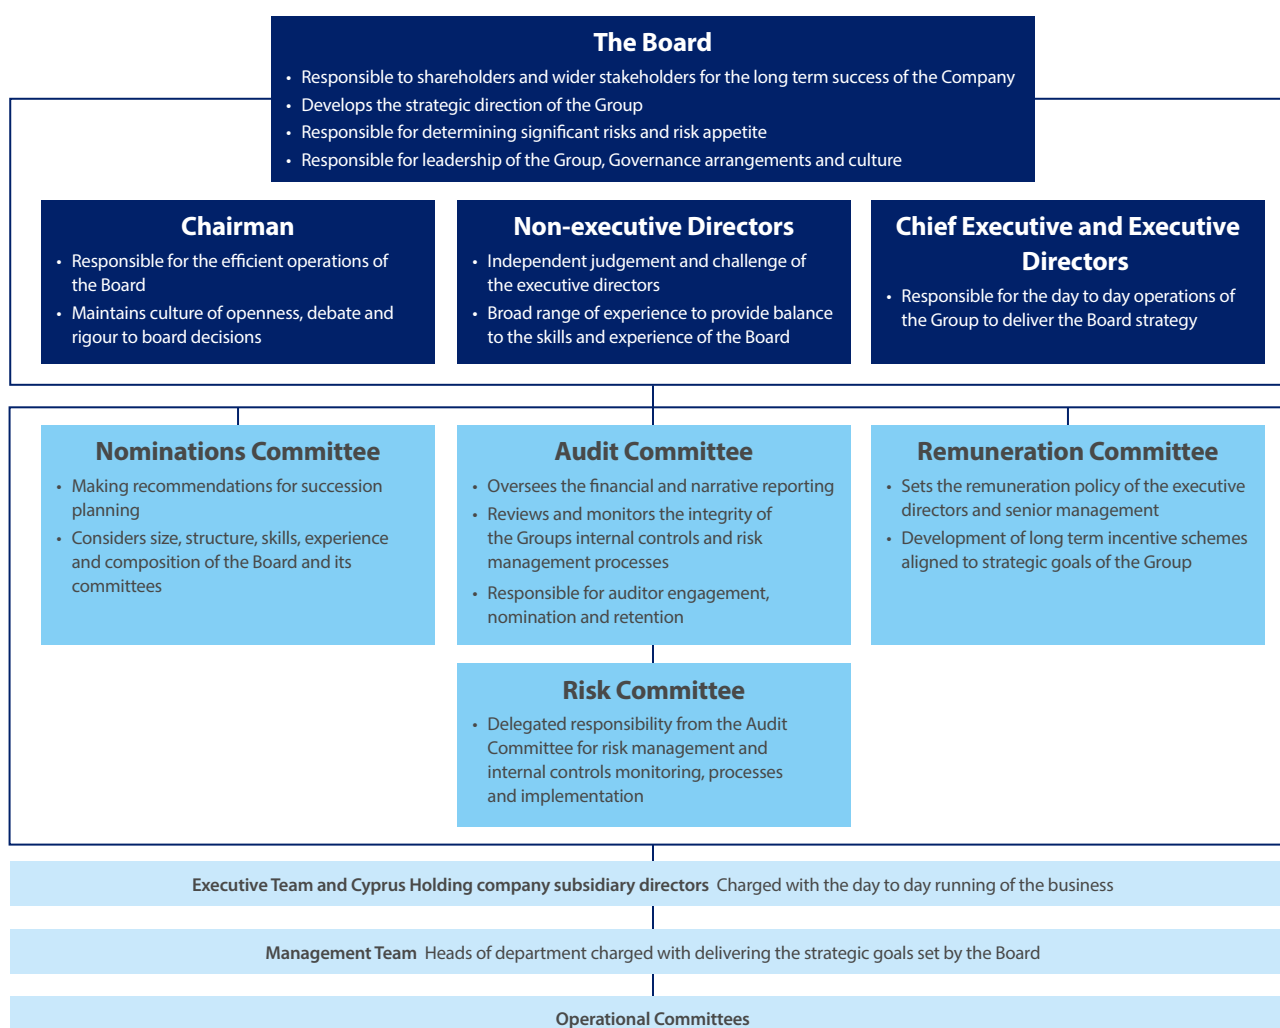 The Board
• Responsible to shareholders and wider stakeholders for the long term success of the Company
• Develops the strategic direction of the Group
• Responsible for determining significant risks and risk appetite
• Responsible for leadership of the Group, Governance arrangements and culture
Chairman
• Responsible for the efficient operations of
the Board
• Maintains culture of openness, debate and
rigour to board decisions
Non-executive Directors
• Independent judgement and challenge of
the executive directors
• Broad range of experience to provide balance
to the skills and experience of the Board
Chief Executive and Executive
Directors
• Responsible for the day to day operations of
the Group to deliver the Board strategy
Nominations Committee
• Making recommendations for succession
planning
• Considers size, structure, skills, experience
and composition of the Board and its
committees
Audit Committee
• Oversees the financial and narrative reporting
• Reviews and monitors the integrity of
the Groups internal controls and risk
management processes
• Responsible for auditor engagement,
nomination and retention
Remuneration Committee
• Sets the remuneration policy of the executive
directors and senior management
• Development of long term incentive schemes
aligned to strategic goals of the Group
Risk Committee
• Delegated responsibility from the Audit
Committee for risk management and
internal controls monitoring, processes
and implementation
Executive Team and Cyprus Holding company subsidiary directors Charged with the day to day running of the business
Management Team Heads of department charged with delivering the strategic goals set by the Board
Operational Committees